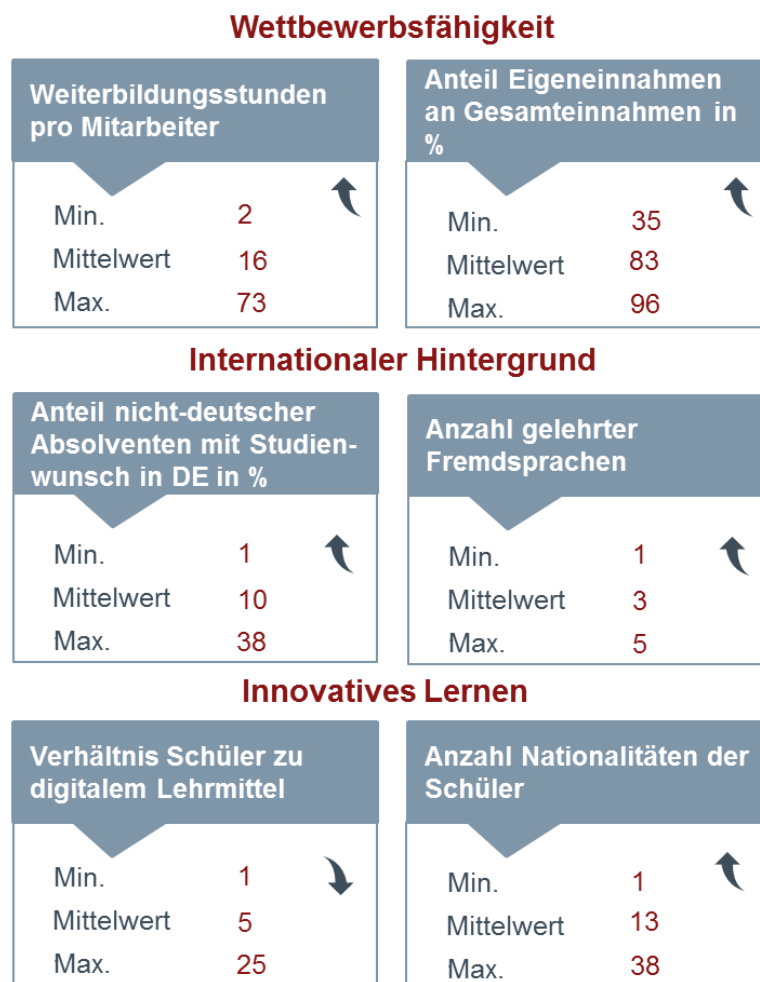 Wettbewerbsfähigkeit
Weiterbildungsstunden
pro Mitarbeiter
Min. 2
Mittelwert 16
Max. 73
Anteil Eigeneinnahmen
an Gesamteinnahmen in
%
Min. 35
Mittelwert 83
Max. 96
Internationaler Hintergrund
Anteil nicht-deutscher
Absolventen mit Studien-
wunsch in DE in %
Min. 1
Mittelwert 10
Max. 38
Anzahl gelehrter
Fremdsprachen
Min. 1
Mittelwert 3
Max. 5
Innovatives Lernen
Verhältnis Schüler zu
digitalem Lehrmittel
Min. 1
Mittelwert 5
Max. 25
Anzahl Nationalitäten der
Schüler
Min. 1
Mittelwert 13
Max. 38